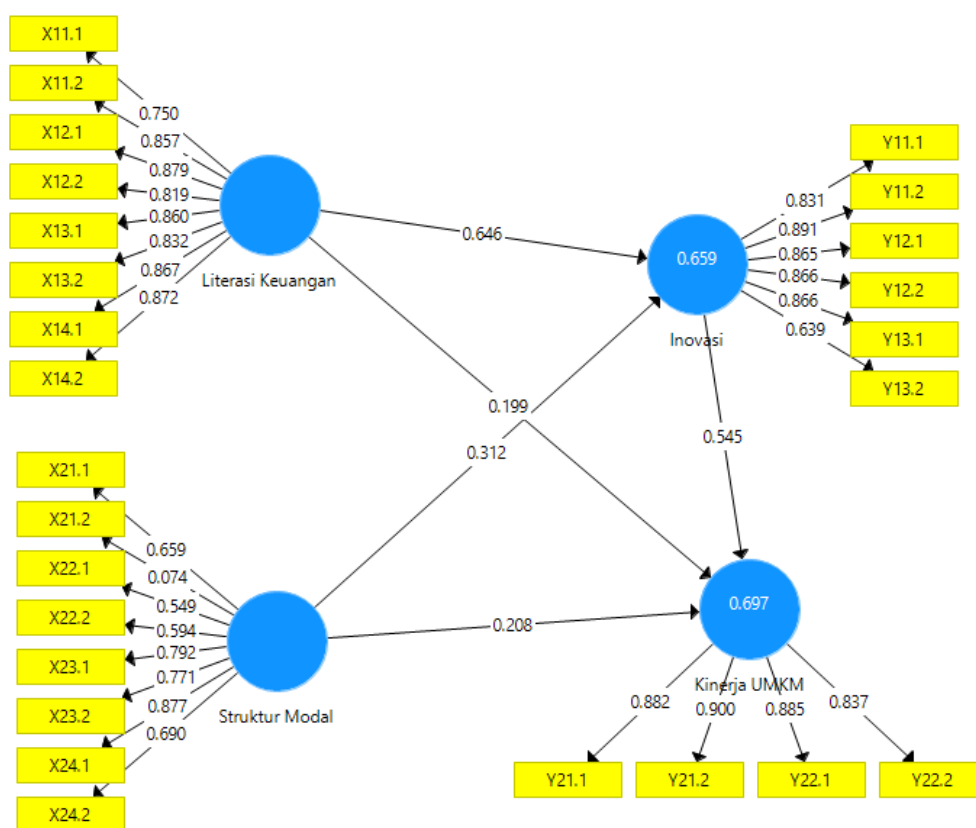 X11.1
X11.2
X12.1
X12.2
X13.1
X13.2
X14.1
X14.2
0.750
0.857
0.879
0.819
0.860
0.832
0.867
0.872
Literasi Keuangan
0.646
0.199
0.312
0.659
Inovasi
0.831
0.891
0.865
0.866
0.866
0.639
Y11.1
Y11.2
Y12.1
Y12.2
Y13.1
Y13.2
0.545
X21.1
X21.2
X22.1
X22.2
X23.1
X23.2
X24.1
X24.2
0.659
0.074
0.549
0.594
0.792
0.771
0.877
0.690
Struktur Modal
0.208
0.697
Kinerja UMKM
0.882
0.900
0.885
0.837
Y21.1
Y21.2
Y22.1
Y22.2